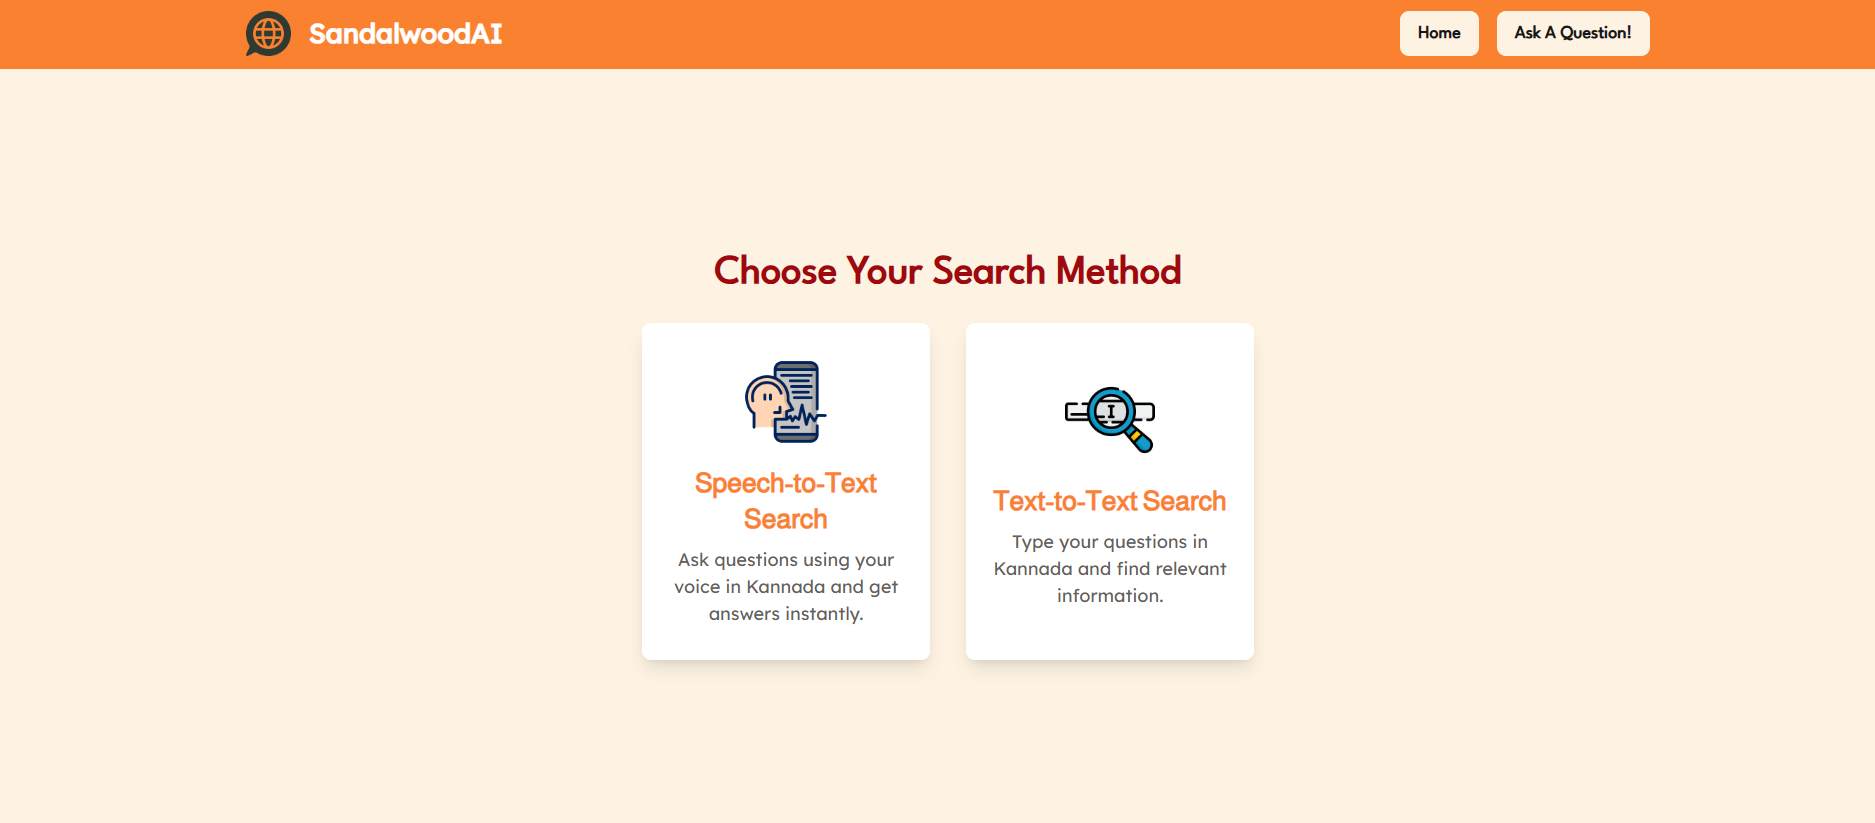 SandalwoodAI
Home
Ask A Question!
Choose Your Search Method
Speech-to-Text
Search
Ask questions using your
voice in Kannada and get
answers instantly.
Text-to-Text Search
Type your questions in
Kannada and find relevant
information.